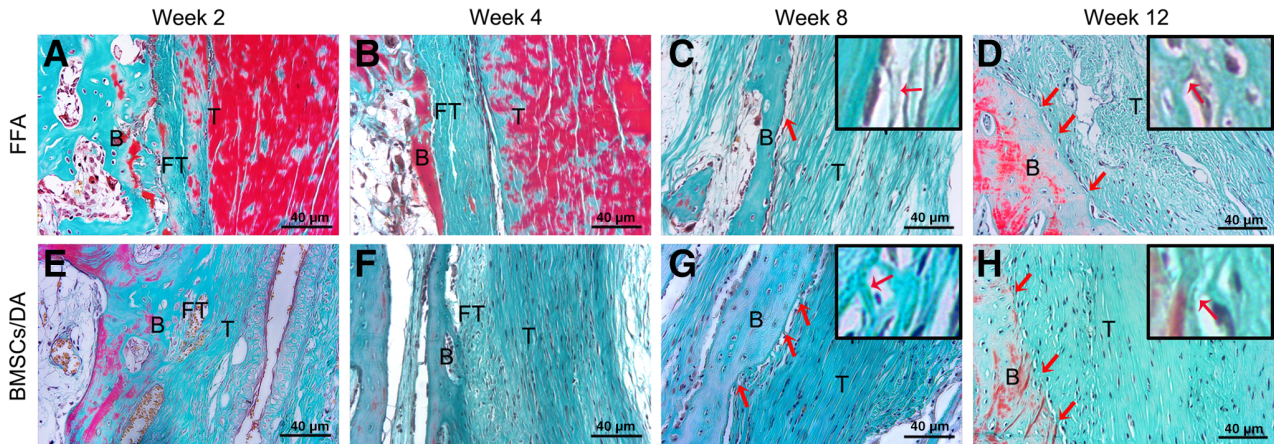 Week 2 Week 4 Week 8 Week 12
FFA
A B FT T 40 µm
B B FT T 40 µm
C B T 40 µm
D B T 40 µm
BMSCs/DA
E B FT T 40 µm
F B FT T 40 µm
G B T 40 µm
H B T 40 µm